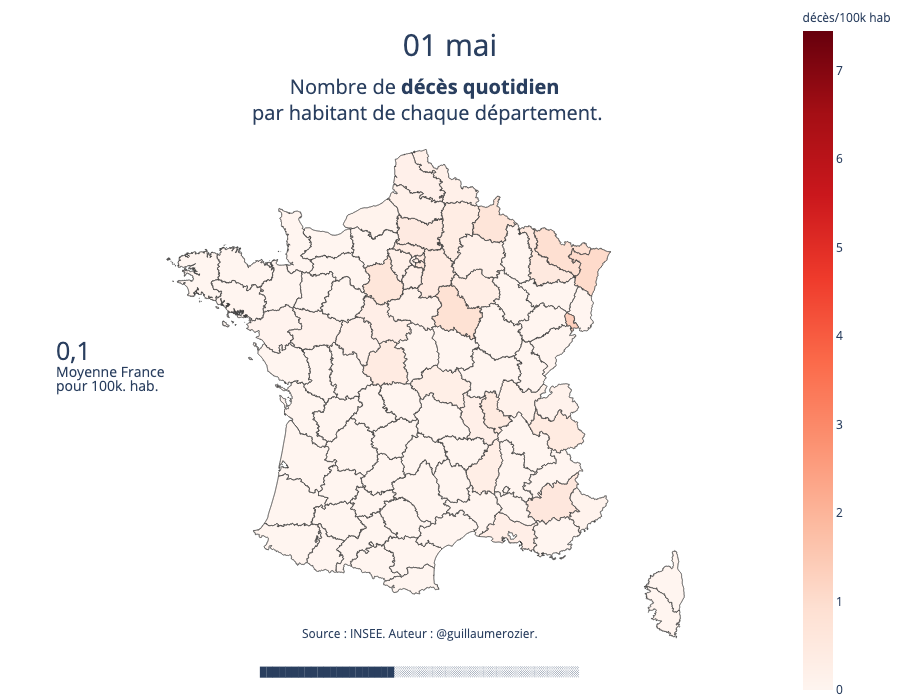 décès/100k hab
01 mai
Nombre de décès quotidien
par habitant de chaque département.
7
6
5
4
3
2
1
0
0,1
Moyenne France
pour 100k. hab.
Source : INSEE. Auteur : @guillaumerozier.